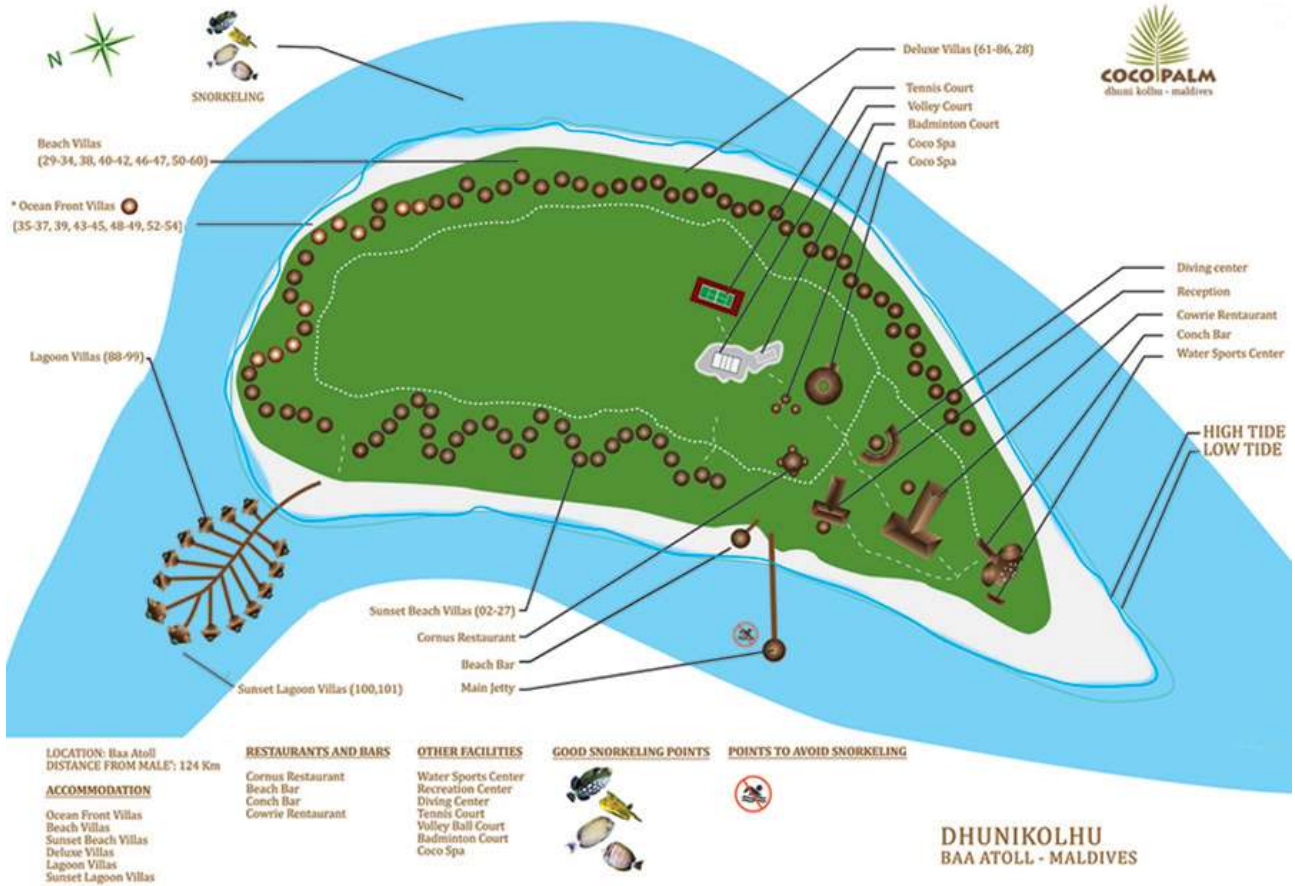 N
SNORKELING
COCO PALM
dhuni kolhu - maldives
Deluxe Villas (61-86, 28)
Tennis Court
Volley Court
Badminton Court
Coco Spa
Coco Spa
Beach Villas
(29-34, 38, 40-42, 46-47, 50-60)
* Ocean Front Villas
(35-37, 39, 43-45, 48-49, 52-54]
Diving center
Reception
Cowrie Rentaurant
Conch Bar
Water Sports Center
Lagoon Villas (88-99)
HIGH TIDE
LOW TIDE
Sunset Beach Villas (02-27)
Cornus Restaurant
Beach Bar
Main Jetty
Sunset Lagoon Villas (100,101)
LOCATION: Baa Atoll
DISTANCE FROM MALE': 124 Km
ACCOMMODATION
Ocean Front Villas
Beach Villas
Sunset Beach Villas
Deluxe Villas
Lagoon Villas
Sunset Lagoon Villas
RESTAURANTS AND BARS
Cornus Restaurant
Beach Bar
Conch Bar
Cowrie Restaurant
OTHER FACILITIES
Water Sports Center
Recreation Center
Diving Center
Tennis Court
Volley Ball Court
Badminton Court
Coco Spa
GOOD SNORKELING POINTS
POINTS TO AVOID SNORKELING
DHUNIKOLHU
BAA ATOLL - MALDIVES